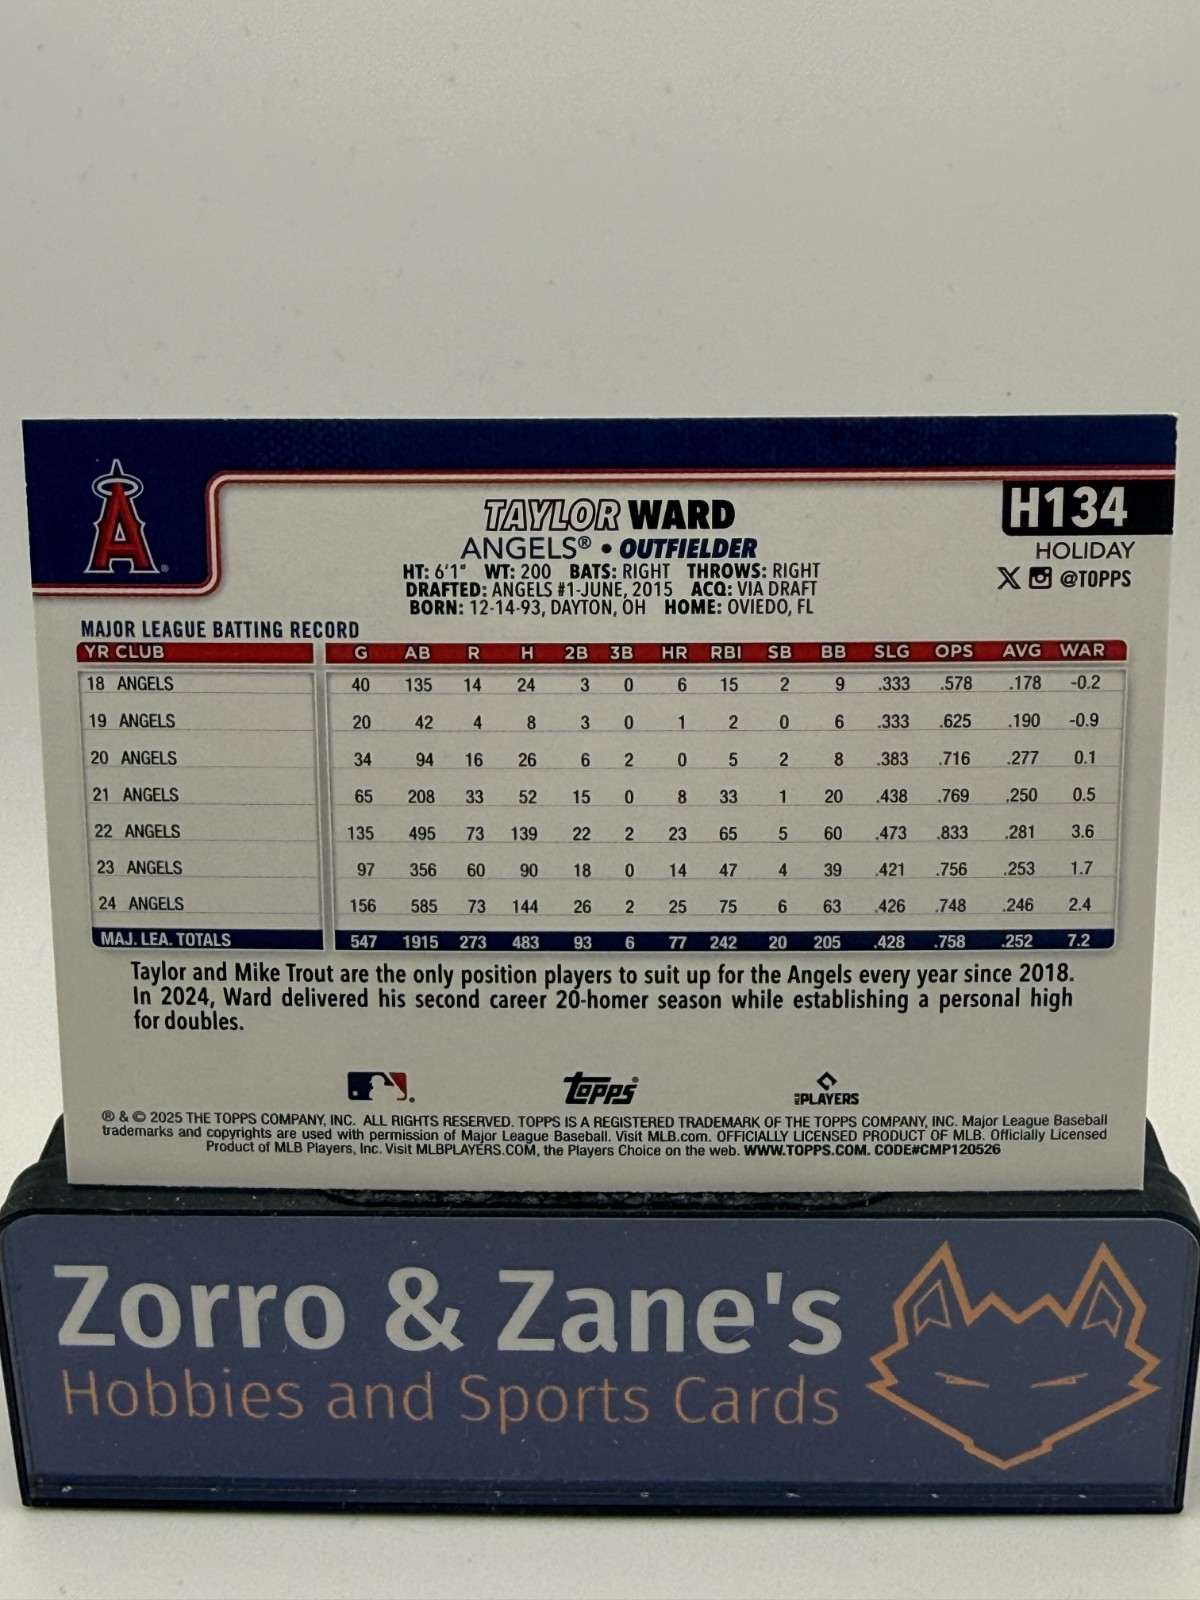 H134
TAYLOR WARD
ANGELS® • OUTFIELDER
HOLIDAY
HT: 6'1" WT: 200 BATS: RIGHT THROWS: RIGHT
@TOPPS
DRAFTED: ANGELS #1-JUNE, 2015 ACQ: VIA DRAFT
BORN: 12-14-93, DAYTON, OH HOME: OVIEDO, FL
MAJOR LEAGUE BATTING RECORD
YR CLUB G AB R H 2B 3B HR RBI SB BB SLG OPS AVG WAR
18 ANGELS 40 135 14 24 3 0 6 15 2 9 .333 .578 .178 -0.2
19 ANGELS 20 42 4 8 3 0 1 2 0 6 .333 .625 .190 -0.9
20 ANGELS 34 94 16 26 6 2 0 5 2 8 .383 .716 .277 0.1
21 ANGELS 65 208 33 52 15 0 8 33 1 20 .438 .769 .250 0.5
22 ANGELS 135 495 73 139 22 2 23 65 5 60 .473 .833 .281 3.6
23 ANGELS 97 356 60 90 18 0 14 47 4 39 .421 .756 .253 1.7
24 ANGELS 156 585 73 144 26 2 25 75 6 63 .426 .748 .246 2.4
MAJ. LEA. TOTALS 547 1915 273 483 93 6 77 242 20 205 .428 .758 .252 7.2
Taylor and Mike Trout are the only position players to suit up for the Angels every year since 2018.
In 2024, Ward delivered his second career 20-homer season while establishing a personal high
for doubles.
Topps®
MLB PLAYERS
® & © 2025 THE TOPPS COMPANY, INC. ALL RIGHTS RESERVED. TOPPS IS A REGISTERED TRADEMARK OF THE TOPPS COMPANY, INC. Major League Baseball
trademarks and copyrights are used with permission of Major League Baseball. Visit MLB.com. OFFICIALLY LICENSED PRODUCT OF MLB. Officially Licensed
Product of MLB Players, Inc. Visit MLBPLAYERS.COM, the Players Choice on the web. WWW.TOPPS.COM. CODE#CMP120526
Zorro & Zane's
Hobbies and Sports Cards